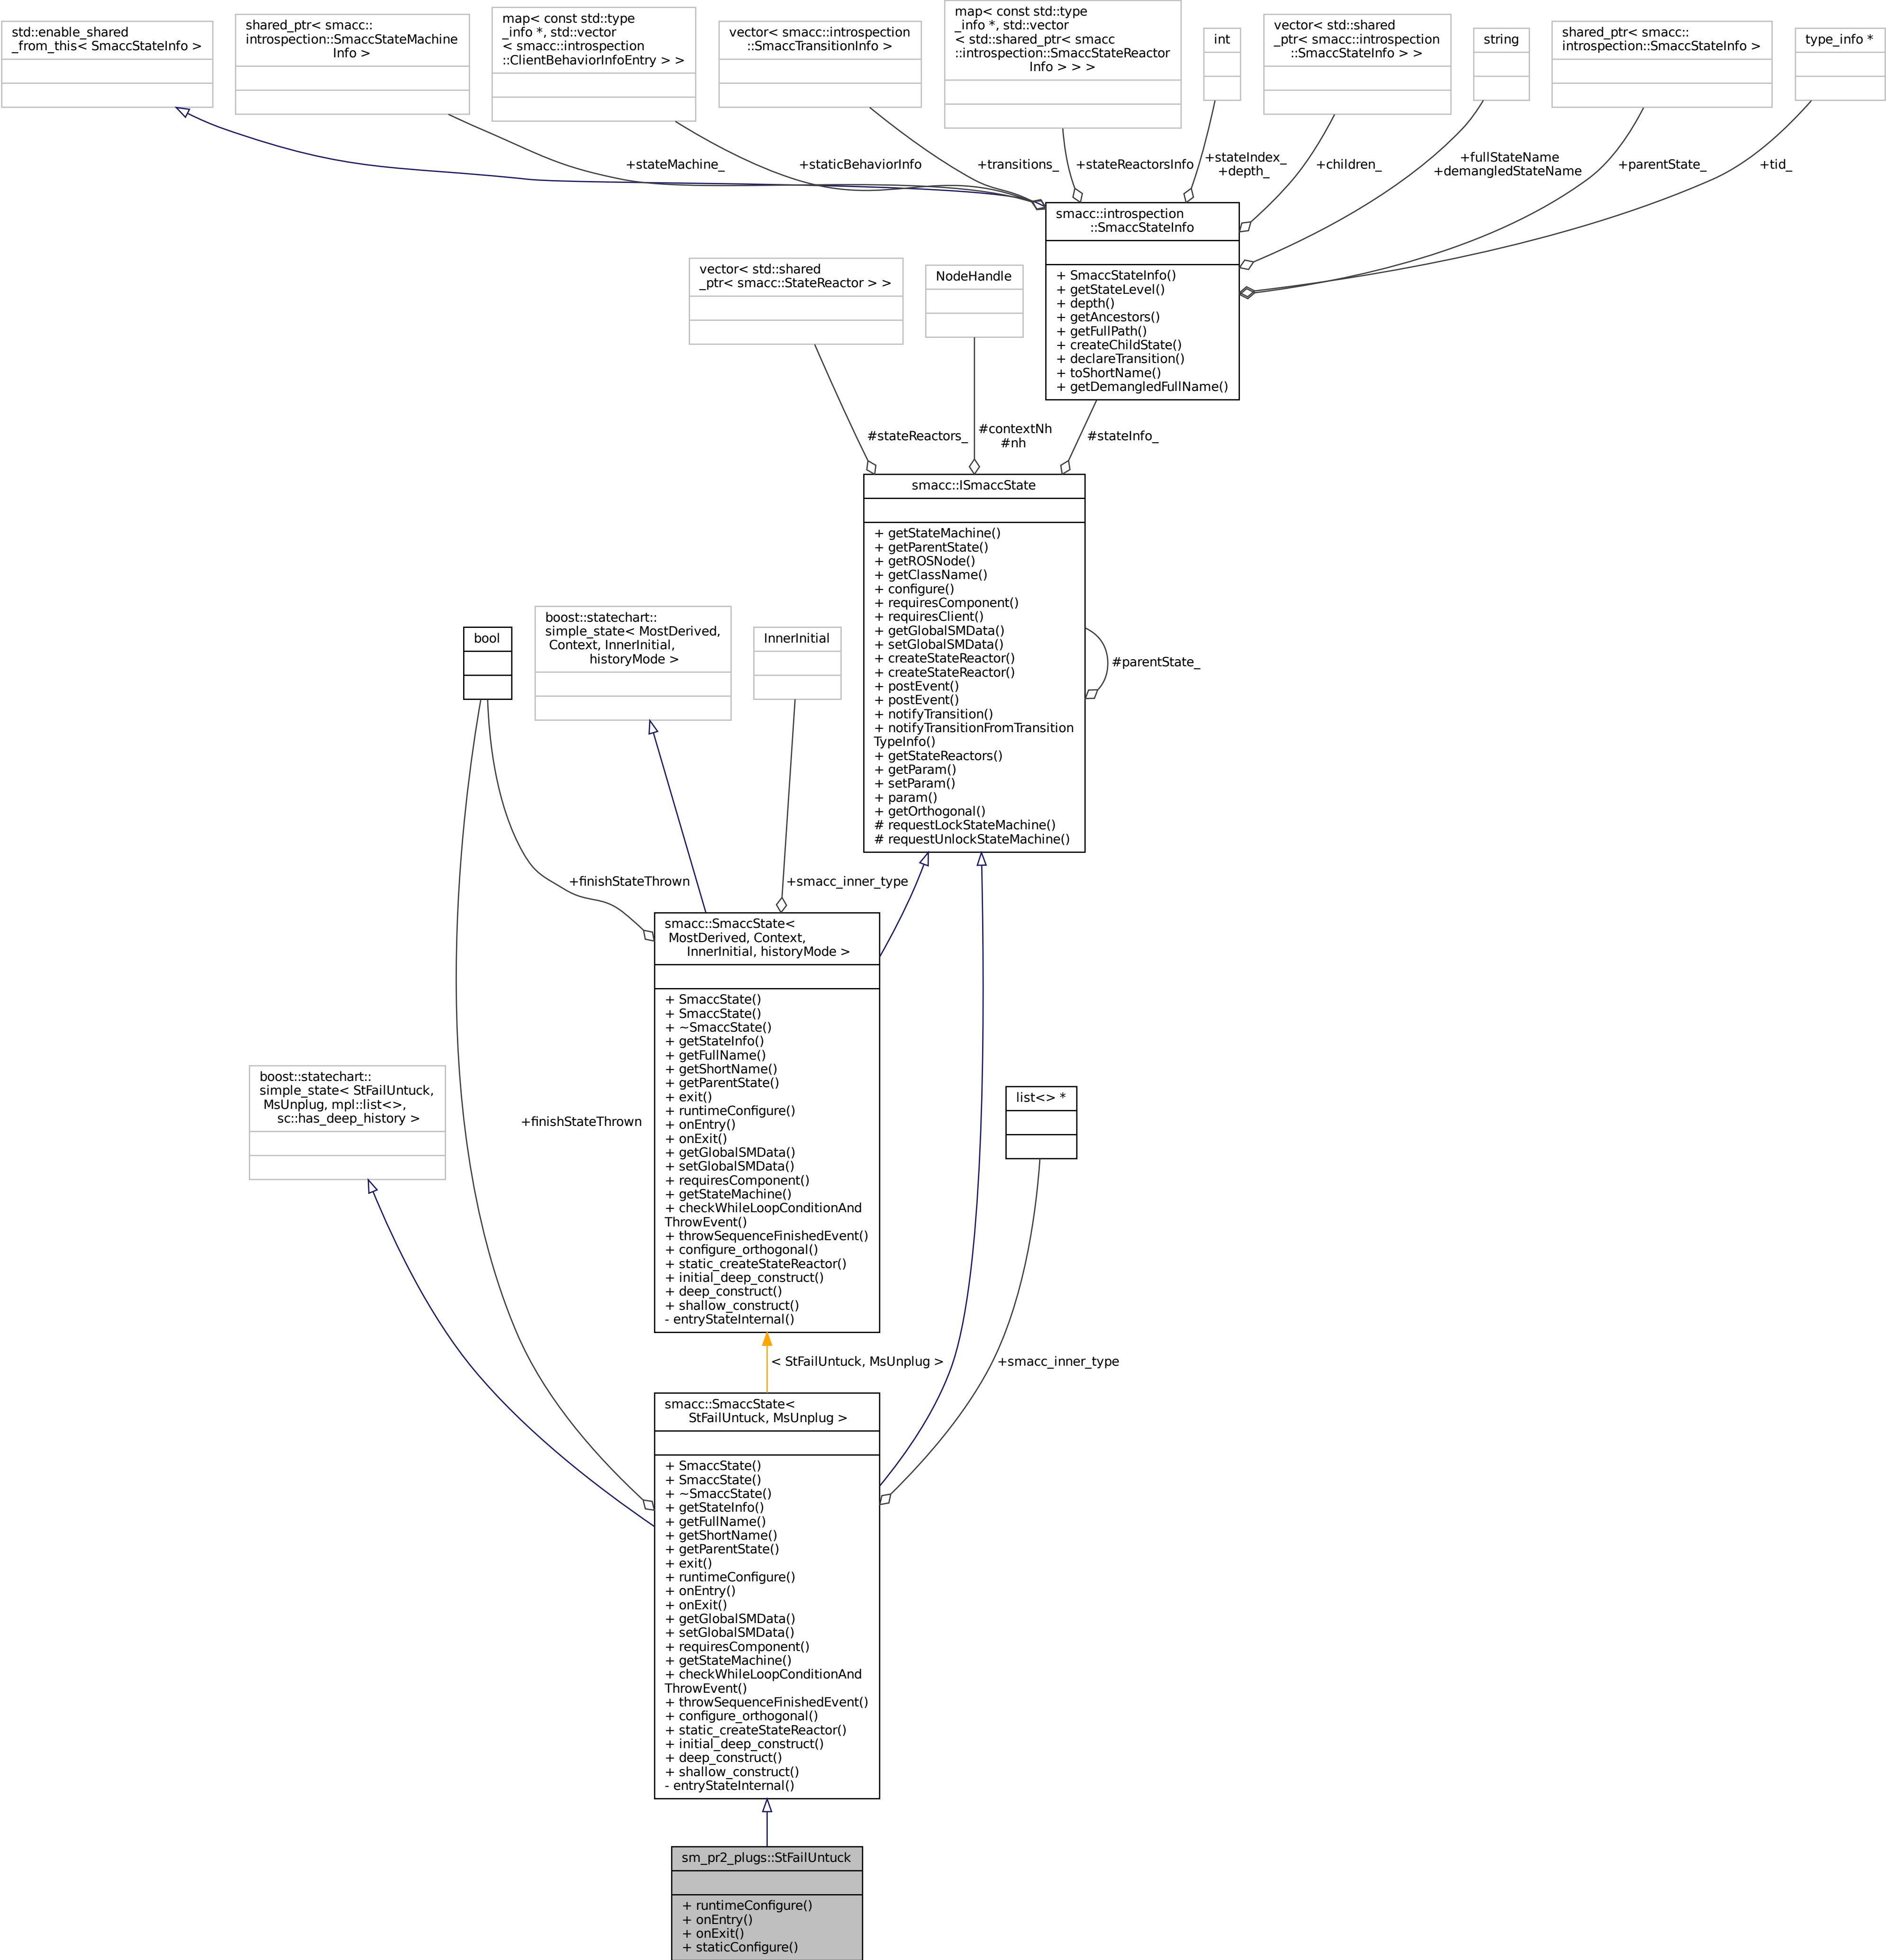 std::enable_shared
_from_this< SmaccStateInfo >
shared_ptr< smacc::
introspection::SmaccStateMachine
Info >
map< const std::type
_info *, std::vector
< smacc::introspection
::ClientBehaviorInfoEntry > >
vector< smacc::introspection
::SmaccTransitionInfo >
map< const std::type
_info *, std::vector
< std::shared_ptr< smacc
::introspection::SmaccStateReactor
Info > > >
int
vector< std::shared
_ptr< smacc::introspection
::SmaccStateInfo > >
string
shared_ptr< smacc::
introspection::SmaccStateInfo >
type_info *
+stateMachine_
+staticBehaviorInfo
+transitions_
+stateReactorsInfo
+stateIndex_
+depth_
+children_
+fullStateName
+demangledStateName
+parentState_
+tid_
smacc::introspection
::SmaccStateInfo
+ SmaccStateInfo()
+ getStateLevel()
+ depth()
+ getAncestors()
+ getFullPath()
+ createChildState()
+ declareTransition()
+ toShortName()
+ getDemangledFullName()
vector< std::shared
_ptr< smacc::StateReactor > >
NodeHandle
#stateReactors_
#contextNh
#nh
#stateInfo_
smacc::ISmaccState
+ getStateMachine()
+ getParentState()
+ getROSNode()
+ getClassName()
+ configure()
+ requiresComponent()
+ requiresClient()
+ getGlobalSMData()
+ setGlobalSMData()
+ createStateReactor()
+ createStateReactor()
+ postEvent()
+ postEvent()
+ notifyTransition()
+ notifyTransitionFromTransition
TypeInfo()
+ getStateReactors()
+ getParam()
+ setParam()
+ param()
+ getOrthogonal()
# requestLockStateMachine()
# requestUnlockStateMachine()
#parentState_
bool
boost::statechart::
simple_state< MostDerived,
Context, InnerInitial,
historyMode >
InnerInitial
+finishStateThrown
+smacc_inner_type
smacc::SmaccState<
MostDerived, Context,
InnerInitial, historyMode >
+ SmaccState()
+ SmaccState()
+ ~SmaccState()
+ getStateInfo()
+ getFullName()
+ getShortName()
+ getParentState()
+ exit()
+ runtimeConfigure()
+ onEntry()
+ onExit()
+ getGlobalSMData()
+ setGlobalSMData()
+ requiresComponent()
+ getStateMachine()
+ checkWhileLoopConditionAnd
ThrowEvent()
+ throwSequenceFinishedEvent()
+ configure_orthogonal()
+ static_createStateReactor()
+ initial_deep_construct()
+ deep_construct()
+ shallow_construct()
- entryStateInternal()
boost::statechart::
simple_state< StFailUntuck,
MsUnplug, mpl::list<>,
sc::has_deep_history >
+finishStateThrown
list<> *
< StFailUntuck, MsUnplug >
+smacc_inner_type
smacc::SmaccState<
StFailUntuck, MsUnplug >
+ SmaccState()
+ SmaccState()
+ ~SmaccState()
+ getStateInfo()
+ getFullName()
+ getShortName()
+ getParentState()
+ exit()
+ runtimeConfigure()
+ onEntry()
+ onExit()
+ getGlobalSMData()
+ setGlobalSMData()
+ requiresComponent()
+ getStateMachine()
+ checkWhileLoopConditionAnd
ThrowEvent()
+ throwSequenceFinishedEvent()
+ configure_orthogonal()
+ static_createStateReactor()
+ initial_deep_construct()
+ deep_construct()
+ shallow_construct()
- entryStateInternal()
sm_pr2_plugs::StFailUntuck
+ runtimeConfigure()
+ onEntry()
+ onExit()
+ staticConfigure()